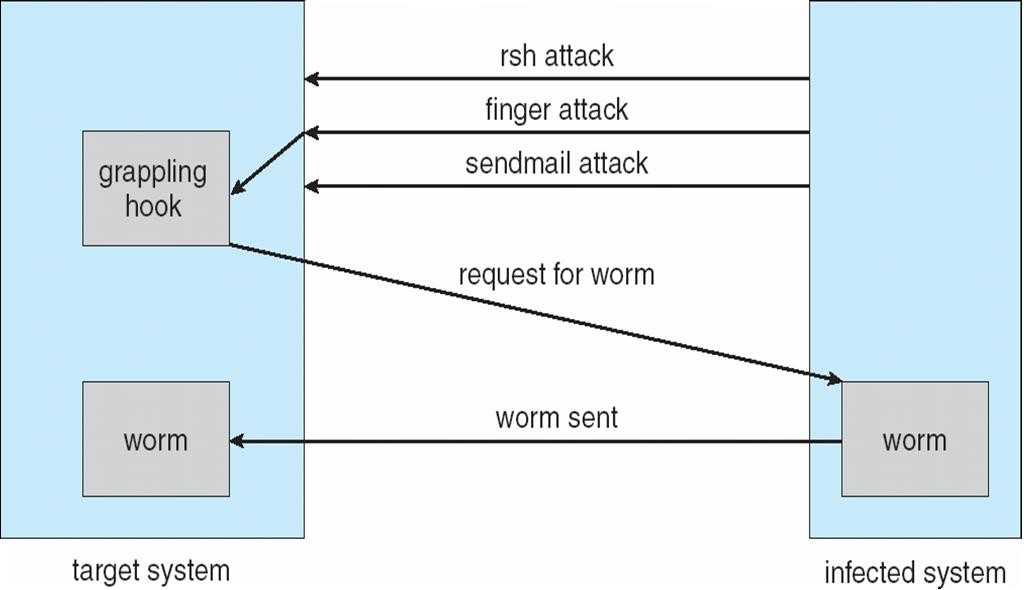 rsh attack
finger attack
sendmail attack
grappling
hook
request for worm
worm sent
worm
worm
target system
infected system